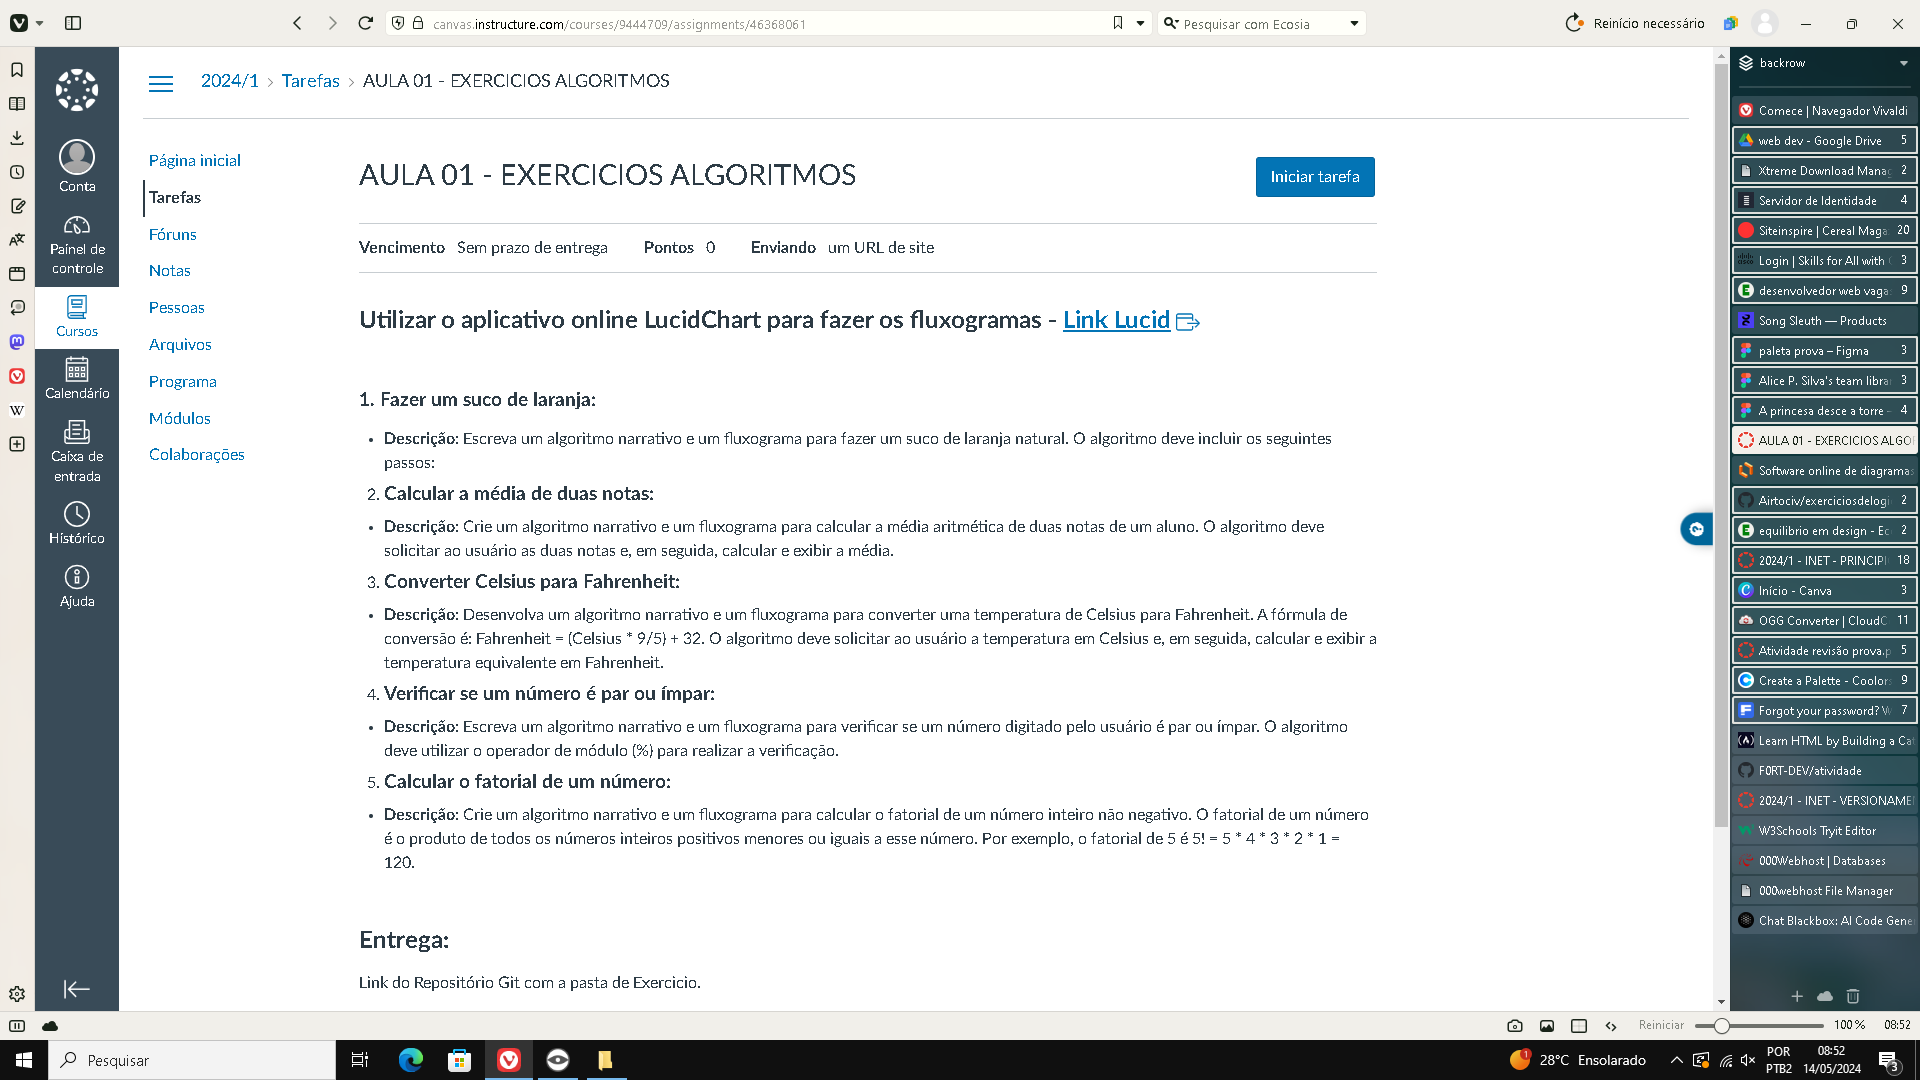 canvas.instructure.com/courses/9444709/assignments/46368061
Pesquisar com Ecosia
Reinício necessário
2024/1 › Tarefas › AULA 01 - EXERCICIOS ALGORITMOS
Conta
Painel de
controle
Cursos
Calendário
Caixa de
entrada
Histórico
Ajuda
Página inicial
Tarefas
Fóruns
Notas
Pessoas
Arquivos
Programa
Módulos
Colaborações
AULA 01 - EXERCICIOS ALGORITMOS
Iniciar tarefa
Vencimento Sem prazo de entrega Pontos 0 Enviando um URL de site
Utilizar o aplicativo online LucidChart para fazer os fluxogramas - Link Lucid
1. Fazer um suco de laranja:
• Descrição: Escreva um algoritmo narrativo e um fluxograma para fazer um suco de laranja natural. O algoritmo deve incluir os seguintes
passos:
2. Calcular a média de duas notas:
• Descrição: Crie um algoritmo narrativo e um fluxograma para calcular a média aritmética de duas notas de um aluno. O algoritmo deve
solicitar ao usuário as duas notas e, em seguida, calcular e exibir a média.
3. Converter Celsius para Fahrenheit:
• Descrição: Desenvolva um algoritmo narrativo e um fluxograma para converter uma temperatura de Celsius para Fahrenheit. A fórmula de
conversão é: Fahrenheit = (Celsius * 9/5) + 32. O algoritmo deve solicitar ao usuário a temperatura em Celsius e, em seguida, calcular e exibir a
temperatura equivalente em Fahrenheit.
4. Verificar se um número é par ou ímpar:
• Descrição: Escreva um algoritmo narrativo e um fluxograma para verificar se um número digitado pelo usuário é par ou ímpar. O algoritmo
deve utilizar o operador de módulo (%) para realizar a verificação.
5. Calcular o fatorial de um número:
• Descrição: Crie um algoritmo narrativo e um fluxograma para calcular o fatorial de um número inteiro não negativo. O fatorial de um número
é o produto de todos os números inteiros positivos menores ou iguais a esse número. Por exemplo, o fatorial de 5 é 5! = 5 * 4 * 3 * 2 * 1 =
120.
Entrega:
Link do Repositório Git com a pasta de Exercicio.
backrow
Comece | Navegador Vivaldi
web dev - Google Drive 5
Xtreme Download Mana 2
Servidor de Identidade 4
Siteinspire | Cereal Maga 20
Login | Skills for All with 3
desenvolvedor web vaga 9
Song Sleuth — Products
paleta prova – Figma 3
Alice P. Silva's team libra 3
A princesa desce a torre – 4
AULA 01 - EXERCICIOS ALGO
Software online de diagramas
Airtociv/exerciciosdelogi 2
equilibrio em design - Ec 2
2024/1 - INET - PRINCIPI 18
Início - Canva 3
OGG Converter | CloudC 11
Atividade revisão prova.p 5
Create a Palette - Coolor 9
Forgot your password? W 7
Learn HTML by Building a Ca
F0RT-DEV/atividade
2024/1 - INET - VERSIONAME
W3Schools Tryit Editor
000Webhost | Databases
000webhost File Manager
Chat Blackbox: AI Code Gene
Reiniciar 100 % 08:52
Pesquisar
28°C Ensolarado
POR
PTB2
08:52
14/05/2024
3